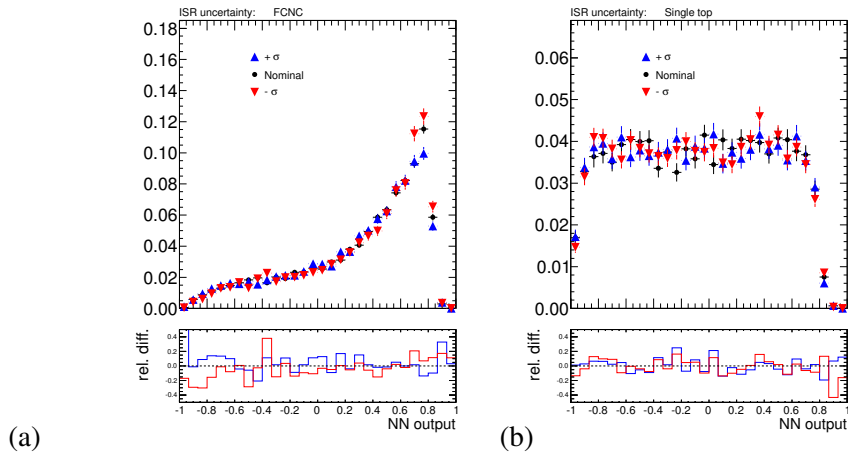 ISR uncertainty: FCNC
+ σ
Nominal
- σ
0.18
0.16
0.14
0.12
0.10
0.08
0.06
0.04
0.02
0.00
rel. diff.
0.4
0.2
0.0
-0.2
-0.4
-1 -0.8 -0.6 -0.4 -0.2 0 0.2 0.4 0.6 0.8 1
NN output
(a)
ISR uncertainty: Single top
+ σ
Nominal
- σ
0.06
0.05
0.04
0.03
0.02
0.01
0.00
rel. diff.
0.4
0.2
0.0
-0.2
-0.4
-1 -0.8 -0.6 -0.4 -0.2 0 0.2 0.4 0.6 0.8 1
NN output
(b)